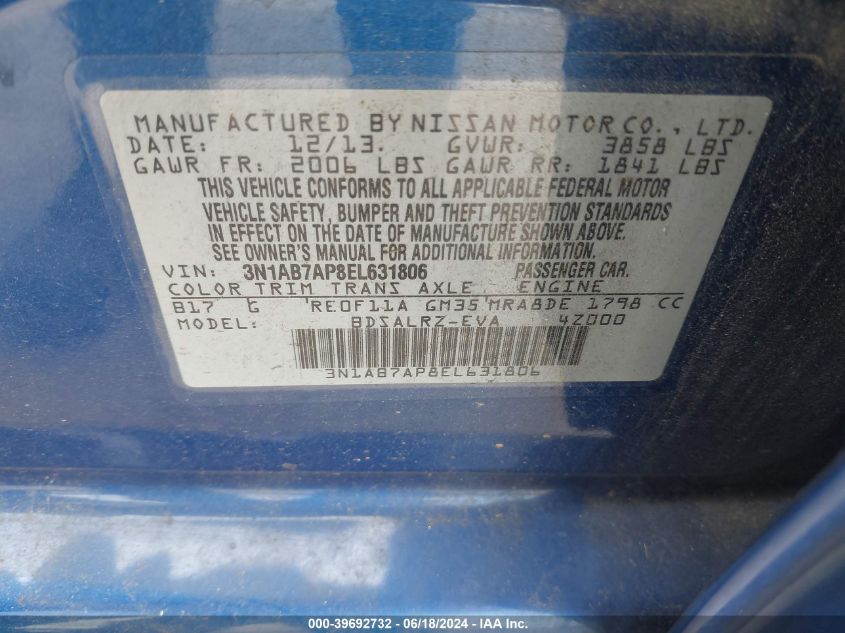 MANUFACTURED BY NISSAN MOTOR CO., LTD.
DATE: 12/13. GVWR: 3858 LBS
GAWR FR: 2006 LBS GAWR RR: 1841 LBS
THIS VEHICLE CONFORMS TO ALL APPLICABLE FEDERAL MOTOR
VEHICLE SAFETY, BUMPER AND THEFT PREVENTION STANDARDS
IN EFFECT ON THE DATE OF MANUFACTURE SHOWN ABOVE.
SEE OWNER'S MANUAL FOR ADDITIONAL INFORMATION.
VIN: 3N1AB7AP8EL631806 PASSENGER CAR.
COLOR TRIM TRANS AXLE ENGINE
B17 G RE0F11A GM35 MRA8DE 1798 CC
MODEL: BDSALRZ-EVA 4Z000
3N1AB7AP8EL631806
000-39692732 - 06/18/2024 - IAAI.COM